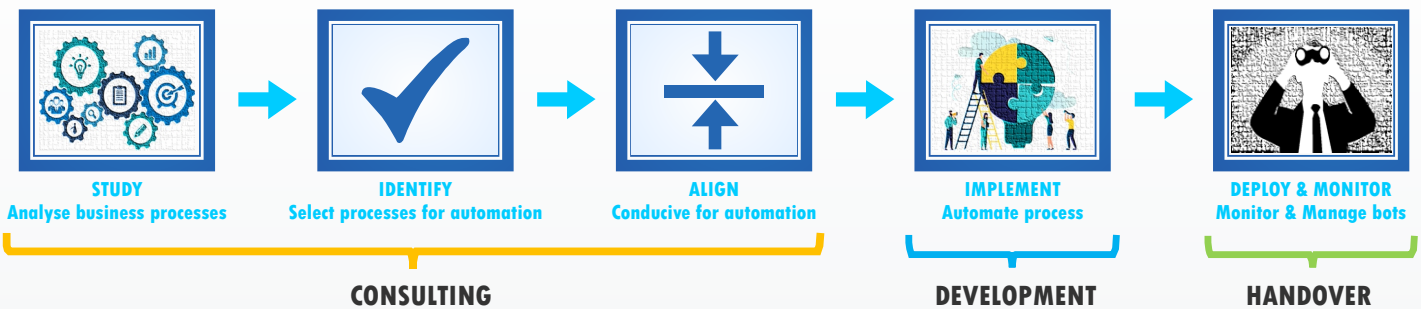 STUDY
Analyse business processes
IDENTIFY
Select processes for automation
ALIGN
Conducive for automation
IMPLEMENT
Automate process
DEPLOY & MONITOR
Monitor & Manage bots
CONSULTING
DEVELOPMENT
HANDOVER